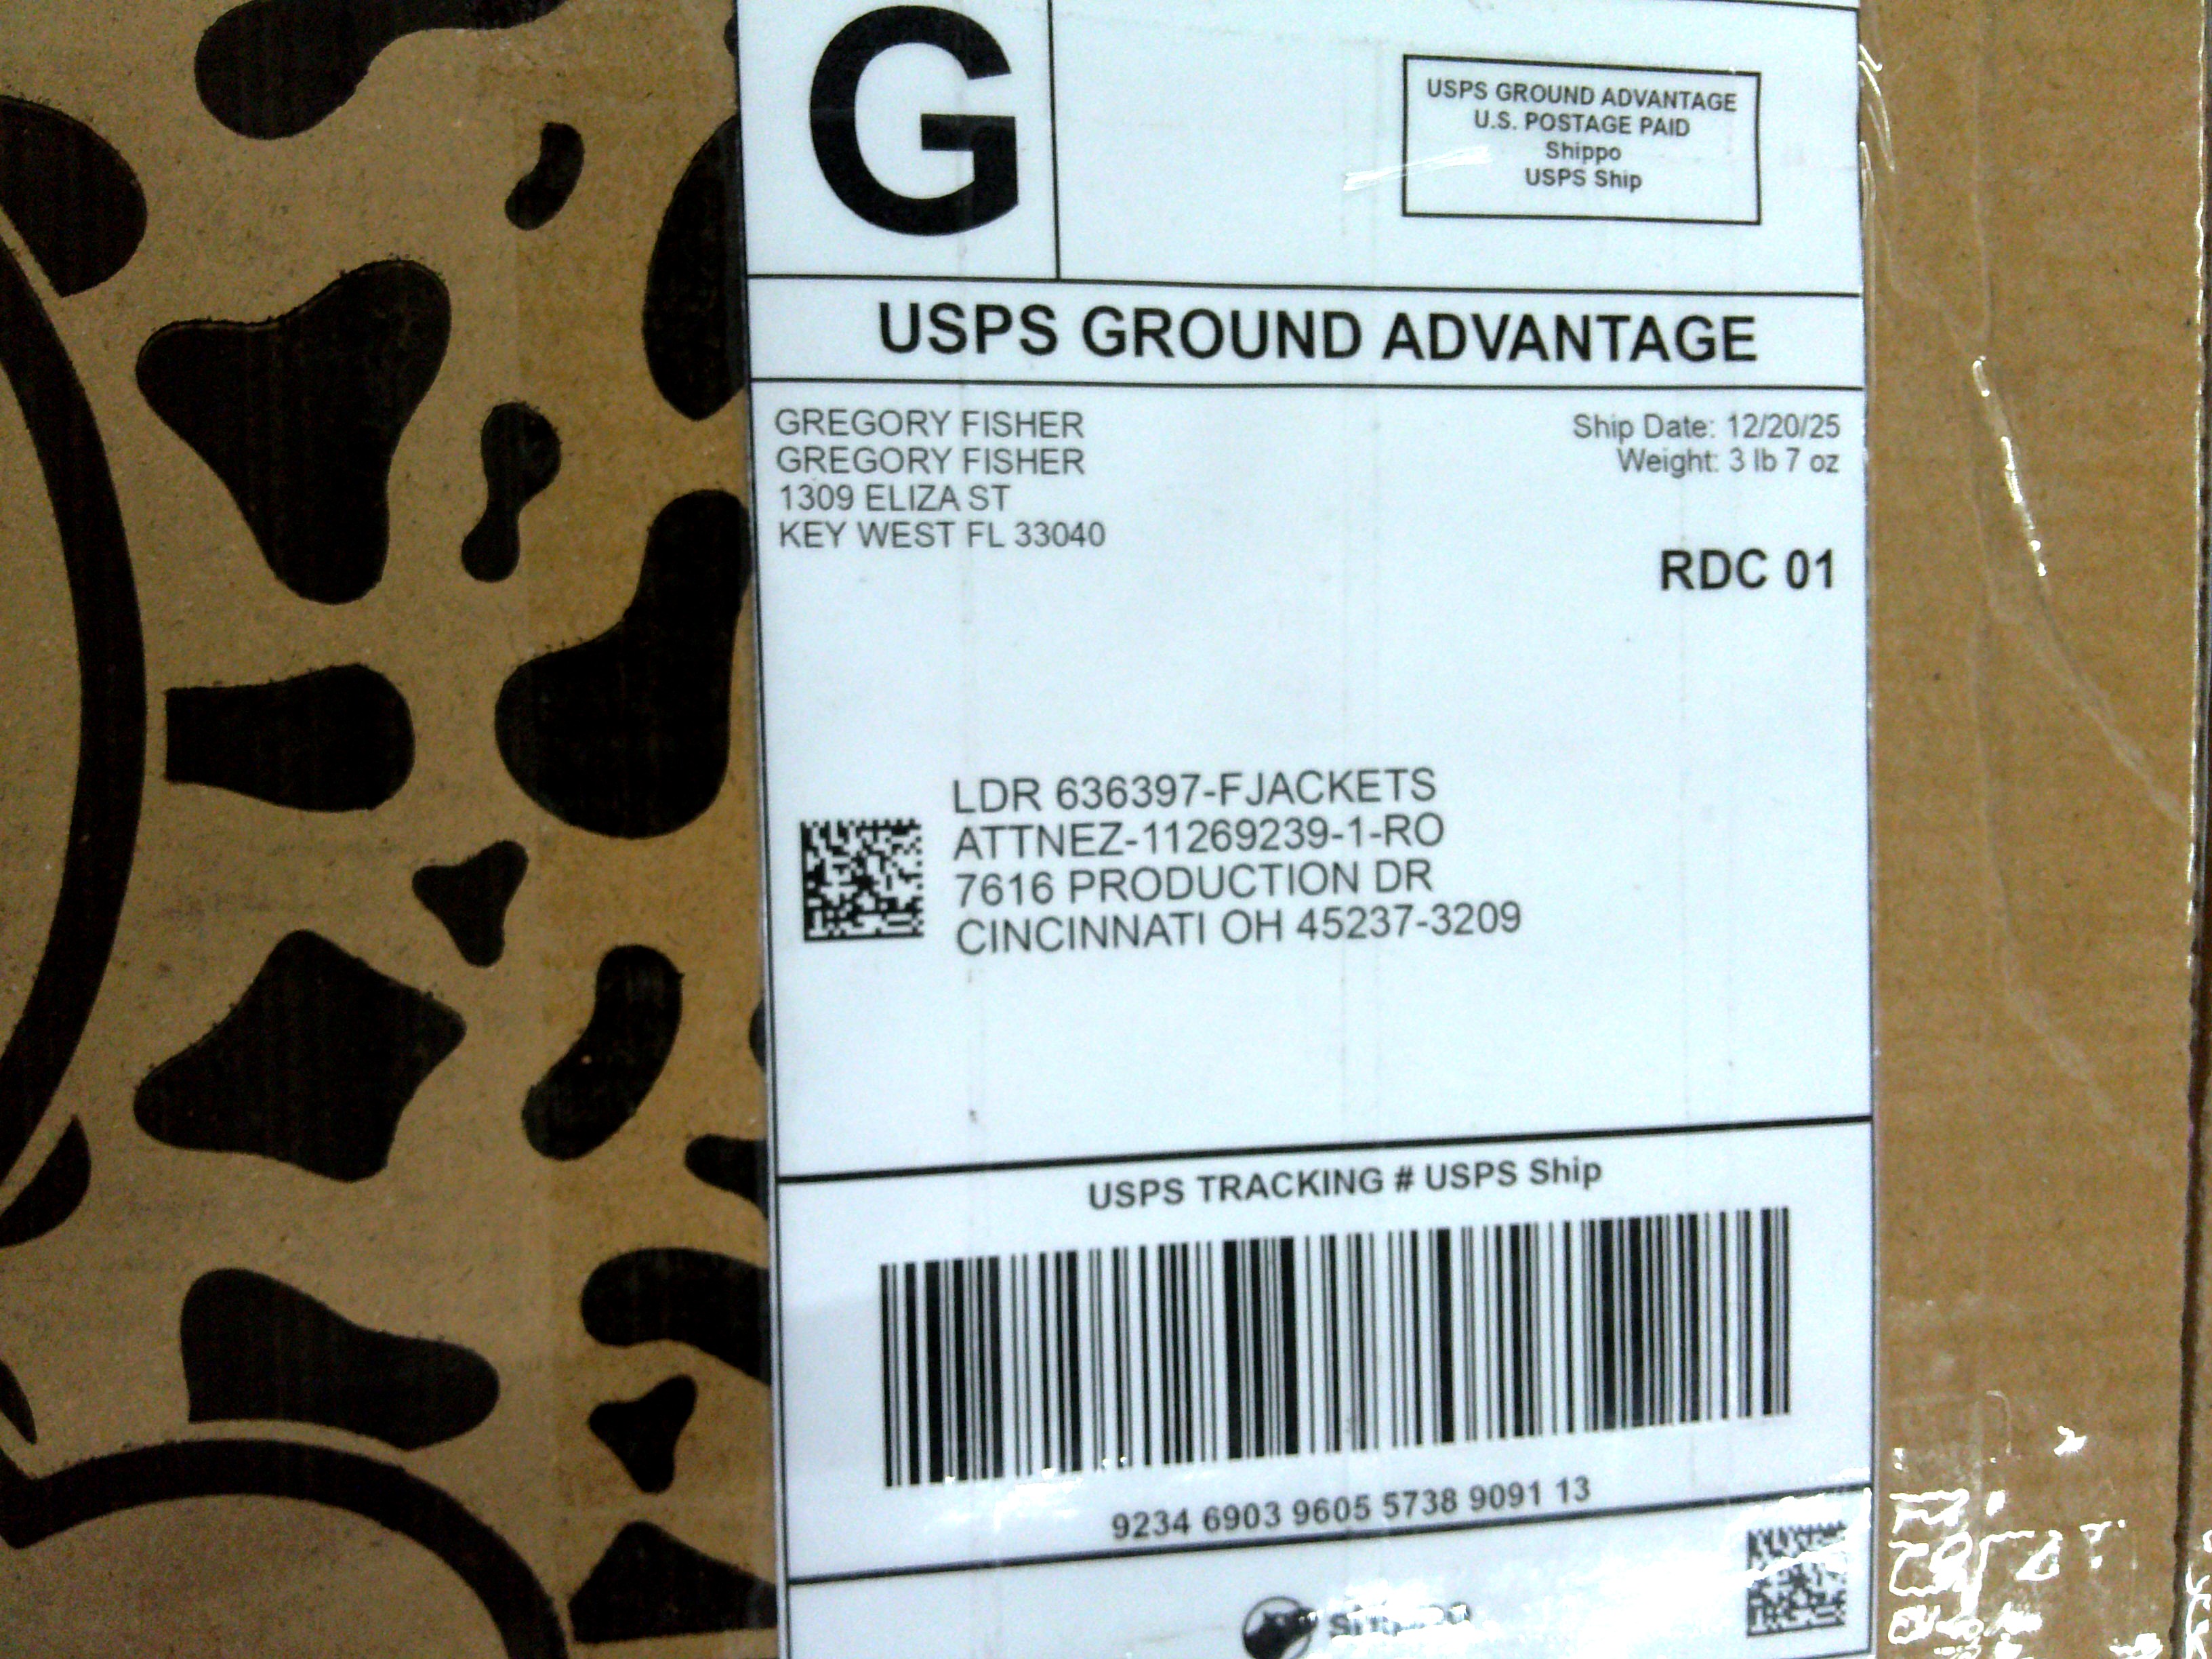 G
USPS GROUND ADVANTAGE
U.S. POSTAGE PAID
Shippo
USPS Ship
USPS GROUND ADVANTAGE
GREGORY FISHER
GREGORY FISHER
1309 ELIZA ST
KEY WEST FL 33040
Ship Date: 12/20/25
Weight: 3 lb 7 oz
RDC 01
LDR 636397-FJACKETS
ATTNEZ-11269239-1-RO
7616 PRODUCTION DR
CINCINNATI OH 45237-3209
USPS TRACKING # USPS Ship
9234 6903 9605 5738 9091 13